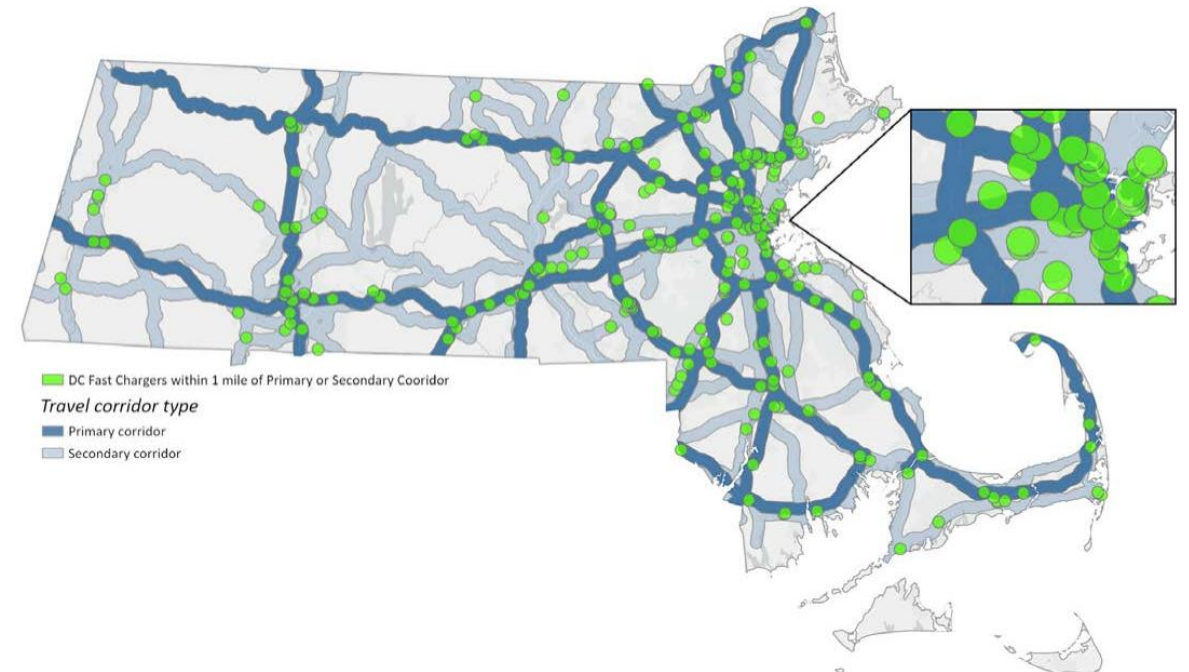 DC Fast Chargers within 1 mile of Primary or Secondary Cooridor
Travel corridor type
Primary corridor
Secondary corridor